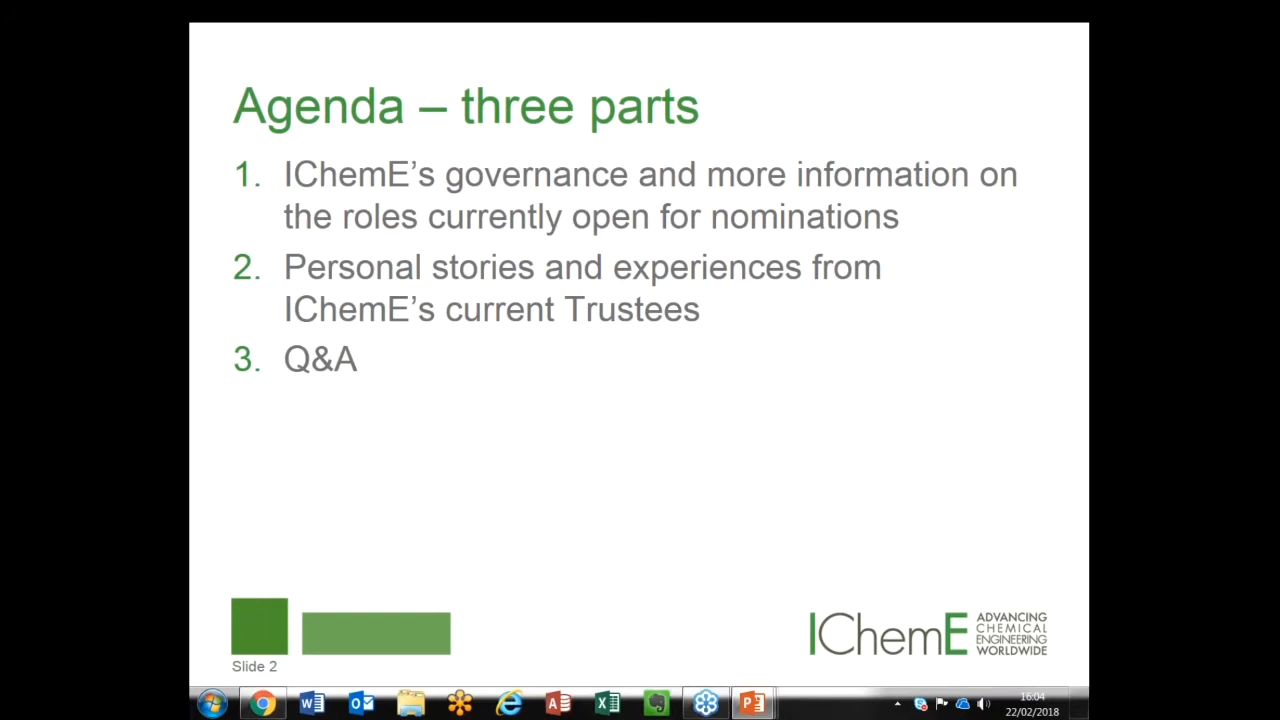 Agenda – three parts
1. IChemE’s governance and more information on
the roles currently open for nominations
2. Personal stories and experiences from
IChemE’s current Trustees
3. Q&A
IChemE
ADVANCING
CHEMICAL
ENGINEERING
WORLDWIDE
Slide 2
16:04
22/02/2018